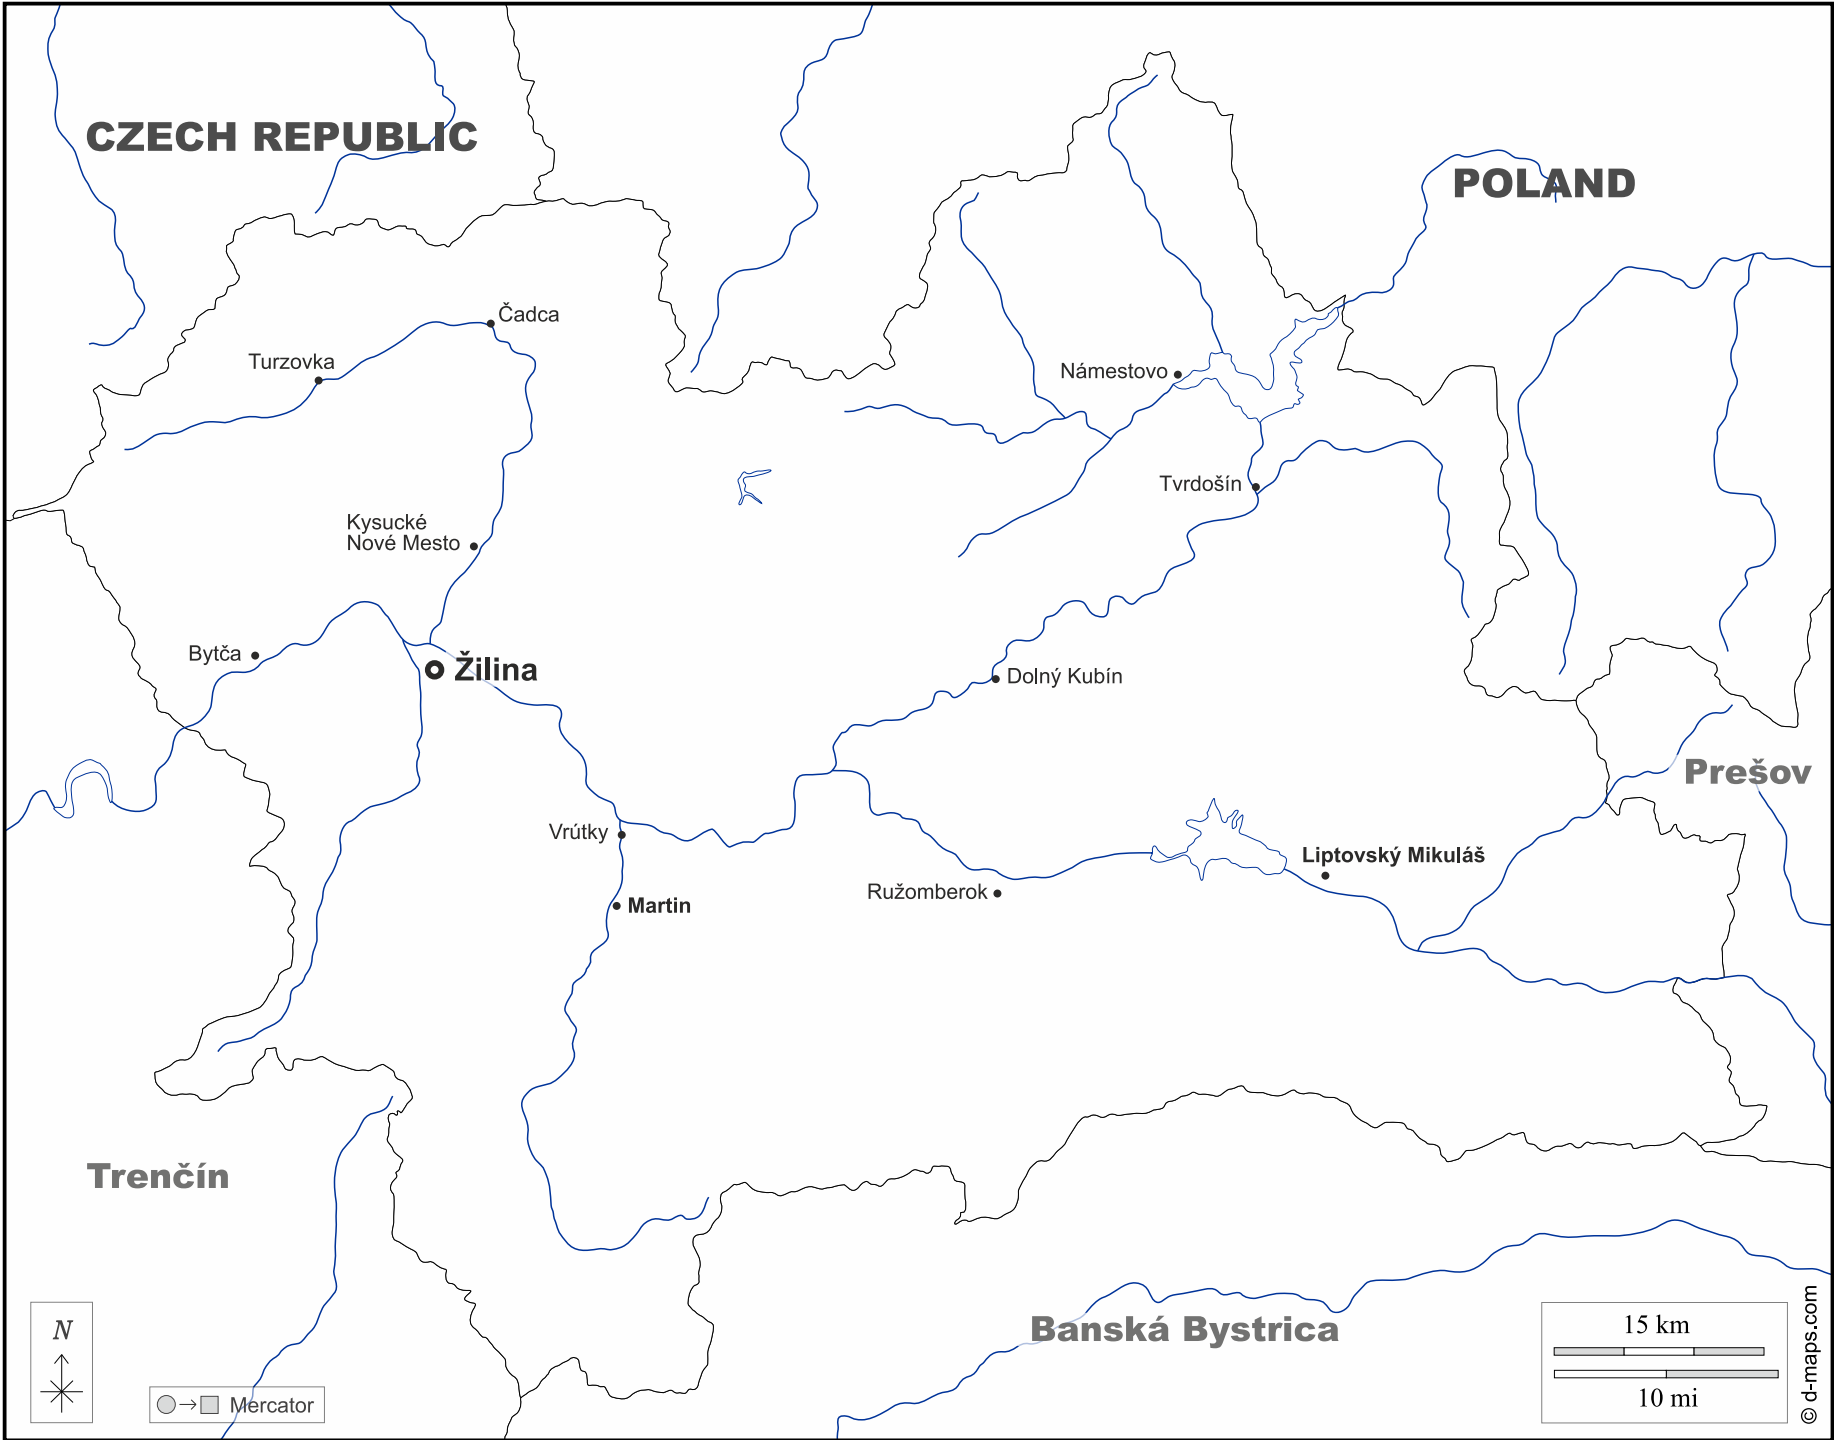 CZECH REPUBLIC
POLAND
Čadca
Turzovka
Námestovo
Tvrdošín
Kysucké
Nové Mesto
Bytča
Žilina
Dolný Kubín
Prešov
Vrútky
Liptovský Mikuláš
Ružomberok
Martin
Trenčín
Banská Bystrica
N
Mercator
15 km
10 mi
© d-maps.com